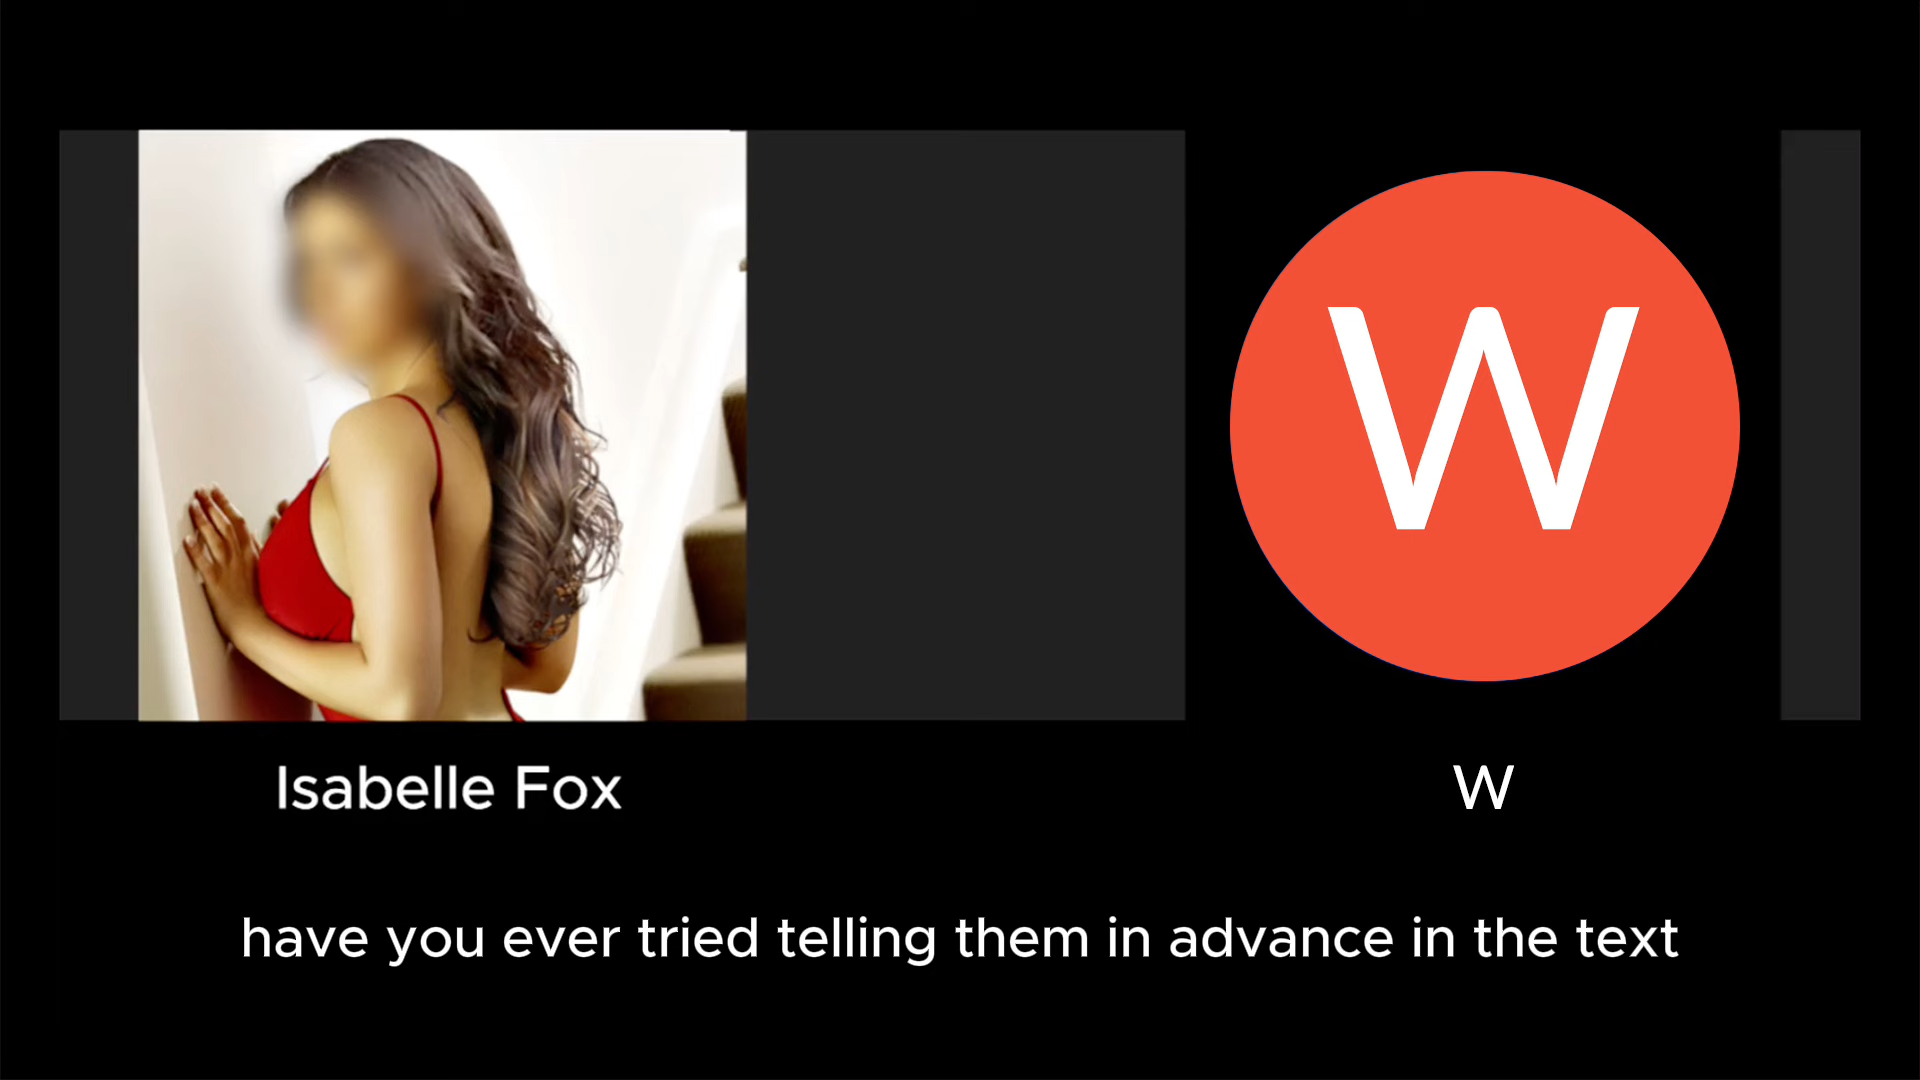 W
Isabelle Fox
W
have you ever tried telling them in advance in the text